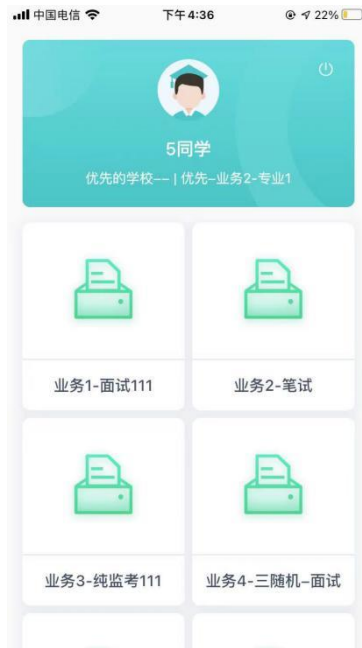 中国电信 下午4:36 22%
5同学
优先的学校–– | 优先–业务2-专业1
业务1-面试111 业务2-笔试
业务3-纯监考111 业务4-三随机–面试